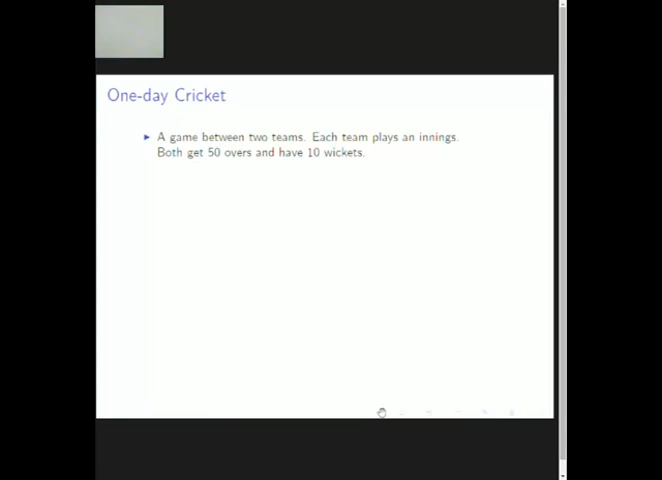 One-day Cricket
A game between two teams. Each team plays an innings.
Both get 50 overs and have 10 wickets.